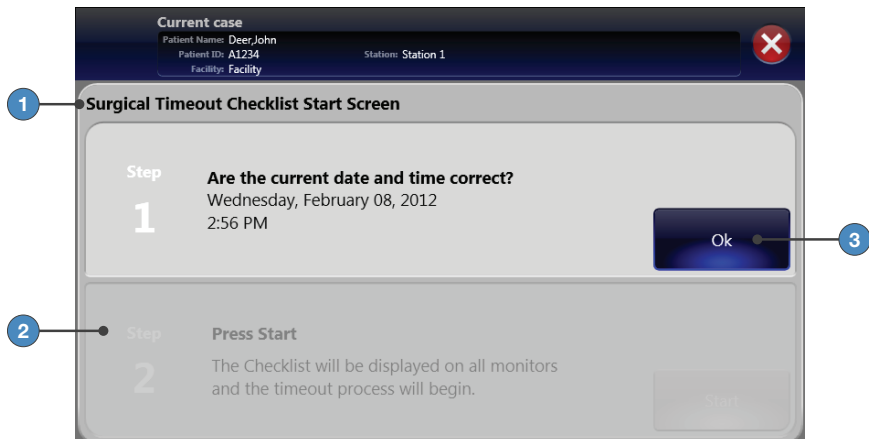 Current case
Patient Name: Deer,John
Patient ID: A1234 Station: Station 1
Facility: Facility
1
Surgical Timeout Checklist Start Screen
Step
1
Are the current date and time correct?
Wednesday, February 08, 2012
2:56 PM
Ok
3
2
Step
2
Press Start
The Checklist will be displayed on all monitors
and the timeout process will begin.
Start